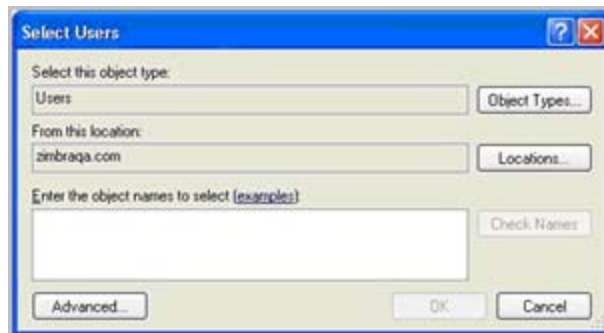 Select Users
Select this object type:
Users
Object Types...
From this location:
zimbraqa.com
Locations...
Enter the object names to select (examples):
Check Names
Advanced...
OK
Cancel